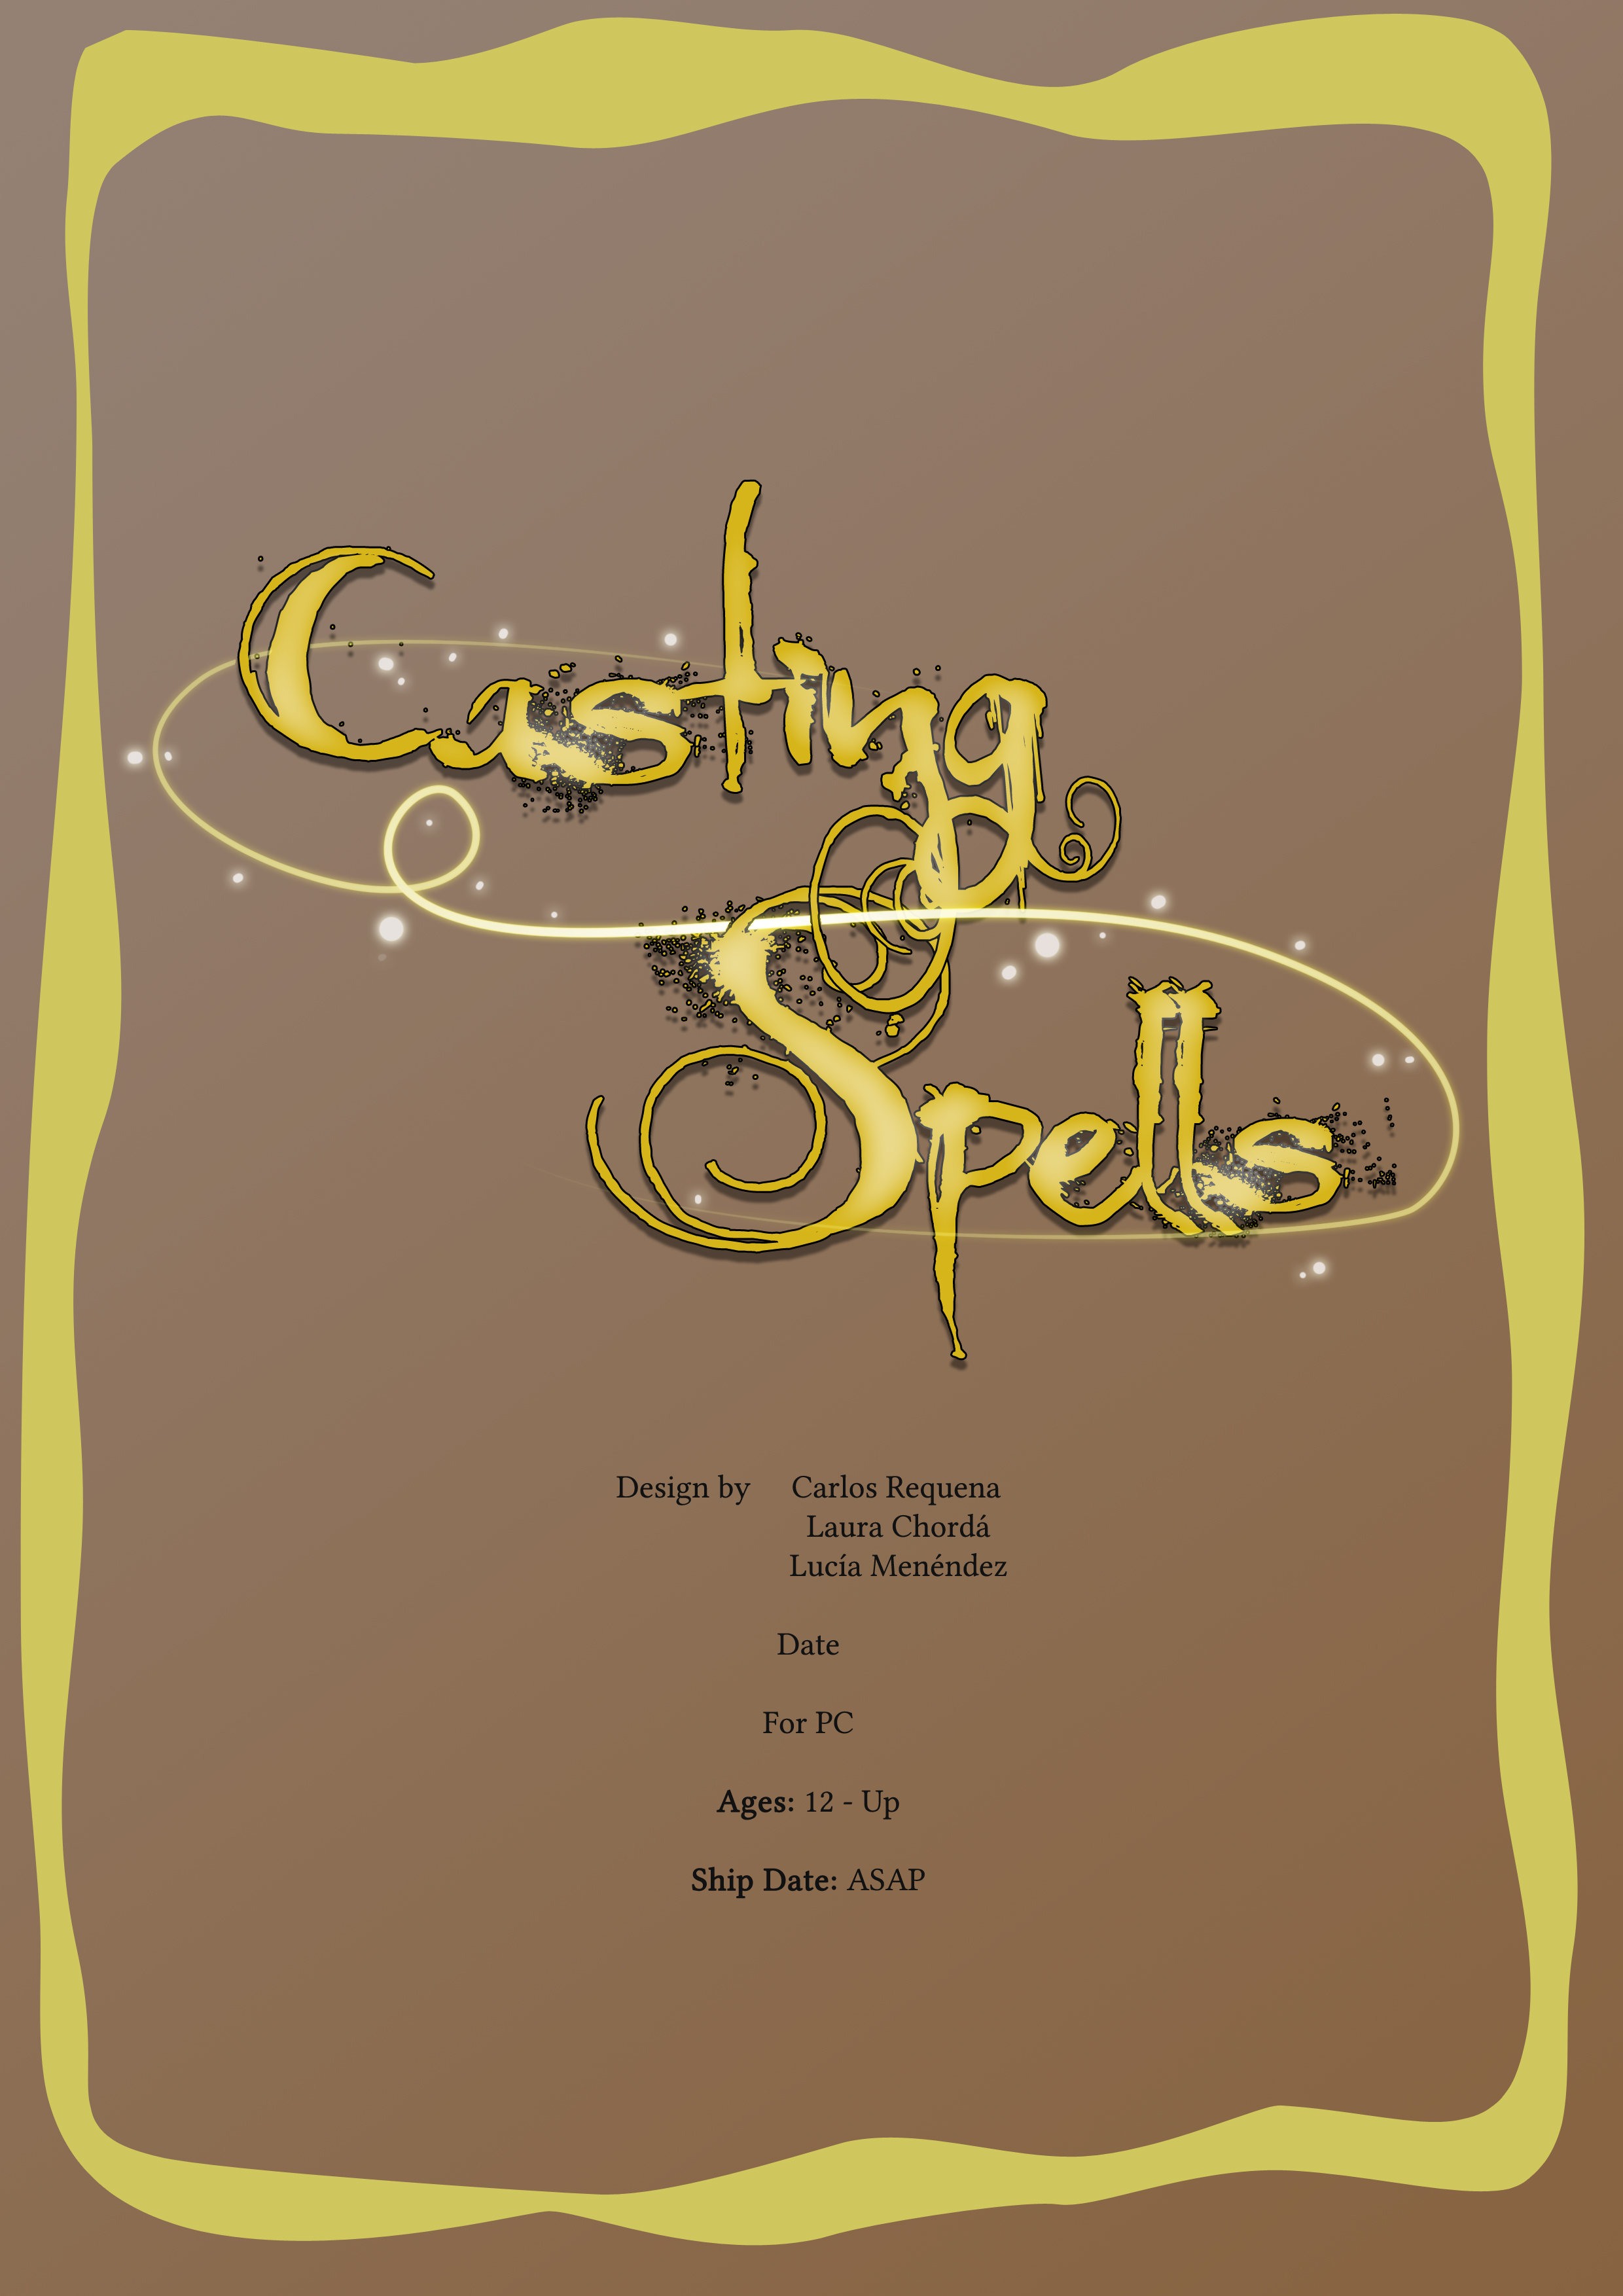 Casting
Spells
Design by Carlos Requena
Laura Chordá
Lucía Menéndez
Date
For PC
Ages: 12 - Up
Ship Date: ASAP